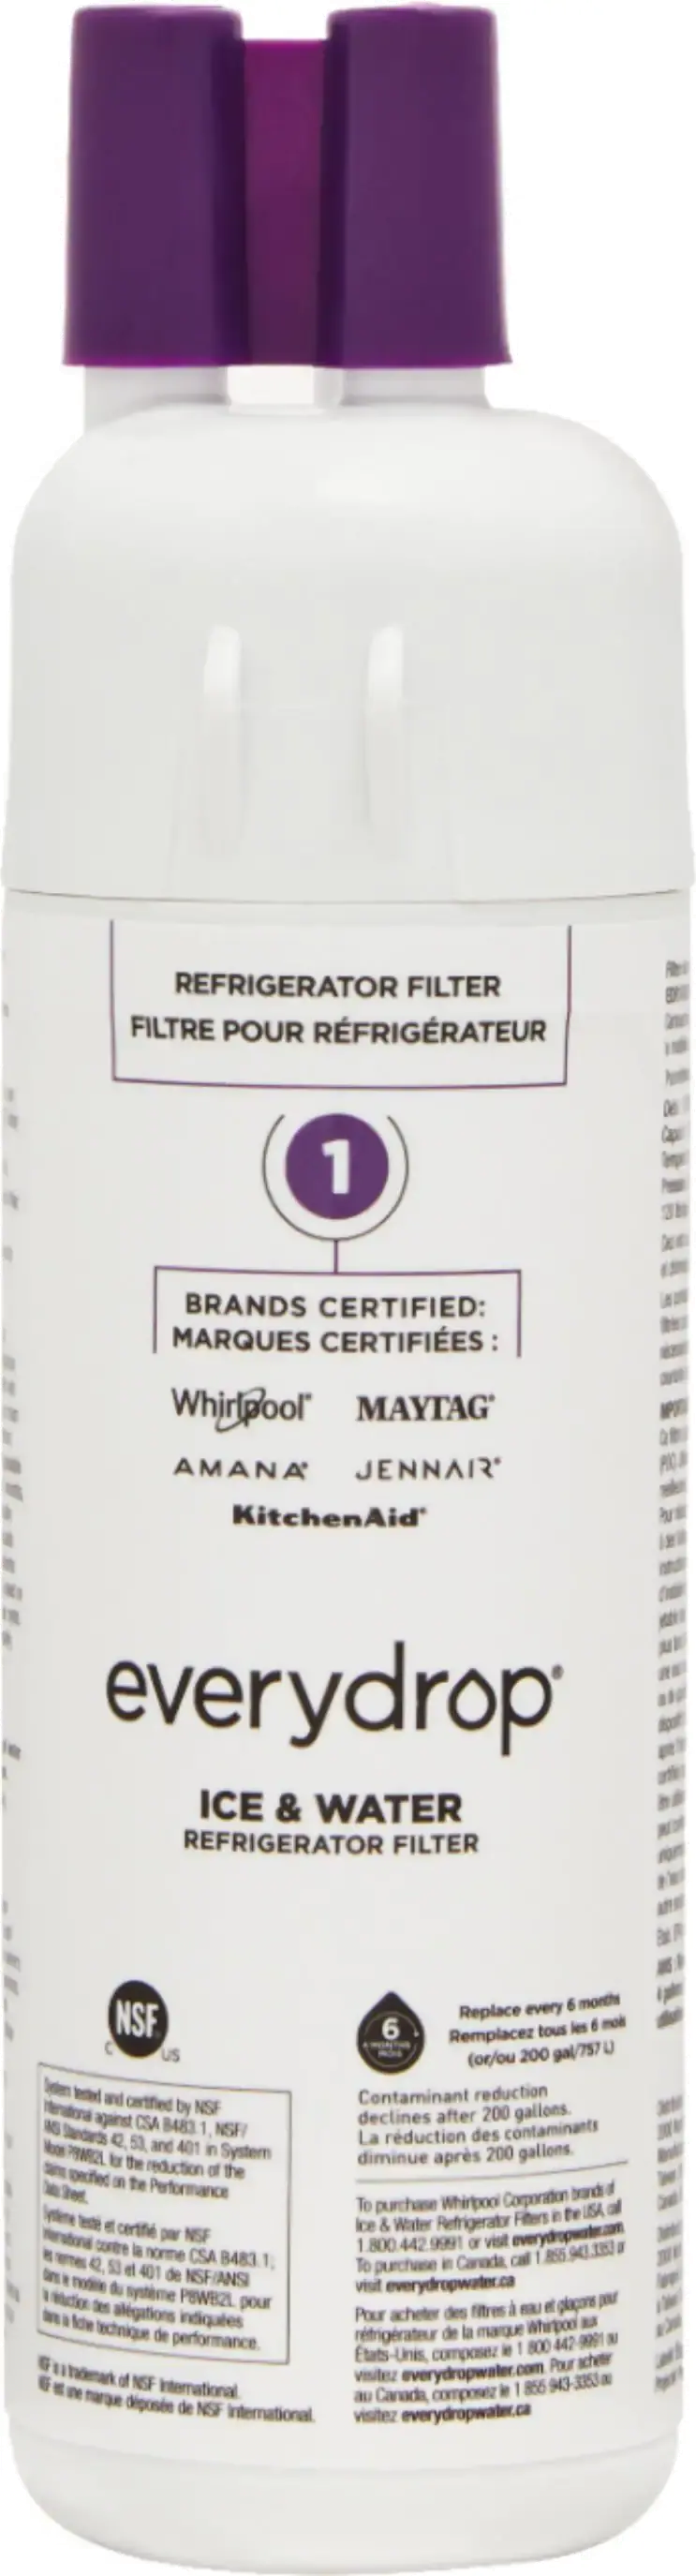 REFRIGERATOR FILTER
FILTRE POUR RÉFRIGÉRATEUR
1
BRANDS CERTIFIED:
MARQUES CERTIFIÉES :
Whirlpool® MAYTAG®
AMANA® JENNAIR®
KitchenAid®
everydrop®
ICE & WATER
REFRIGERATOR FILTER
NSF®
C US
System tested and certified by NSF
International against CSA B483.1, NSF/
ANSI Standards 42, 53, and 401 in System
Model P8WB2L for the reduction of the
claims specified on the Performance
Data Sheet.
Système testé et certifié par NSF
International contre la norme CSA B483.1,
les normes 42, 53 et 401 de NSF/ANSI
dans le modèle du système P8WB2L pour
la réduction des allégations indiquées
dans la fiche technique de performance.
NSF is a trademark of NSF International.
NSF est une marque déposée de NSF International.
6
MONTHS
MOIS
Replace every 6 months
Remplacez tous les 6 mois
(or/ou 200 gal/757 L)
Contaminant reduction
declines after 200 gallons.
La réduction des contaminants
diminue après 200 gallons.
To purchase Whirlpool Corporation brands of
Ice & Water Refrigerator Filters in the USA, call
1.800.442.9991 or visit everydropwater.com.
To purchase in Canada, call 1.855.943.3353 or
visit everydropwater.ca
Pour acheter des filtres à eau et glaçons pour
réfrigérateur de la marque Whirlpool aux
États-Unis, composez le 1 800 442-9991 ou
visitez everydropwater.com. Pour acheter
au Canada, composez le 1 855 943-3353 ou
visitez everydropwater.ca